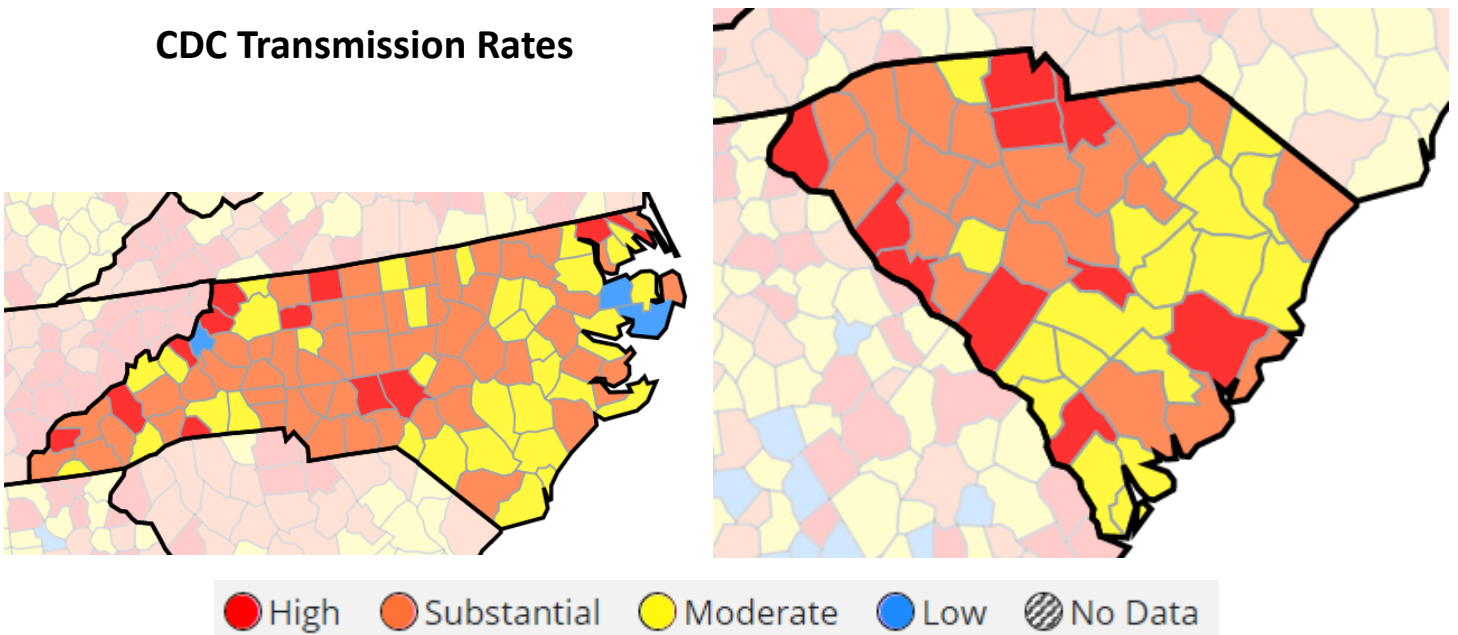 CDC Transmission Rates
High Substantial Moderate Low No Data